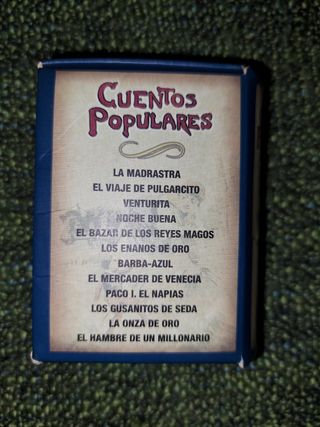 CUENTOS
POPULARES
LA MADRASTRA
EL VIAJE DE PULGARCITO
VENTURITA
NOCHE BUENA
EL BAZAR DE LOS REYES MAGOS
LOS ENANOS DE ORO
BARBA-AZUL
EL MERCADER DE VENECIA
PACO I. EL NAPIAS
LOS GUSANITOS DE SEDA
LA ONZA DE ORO
EL HAMBRE DE UN MILLONARIO